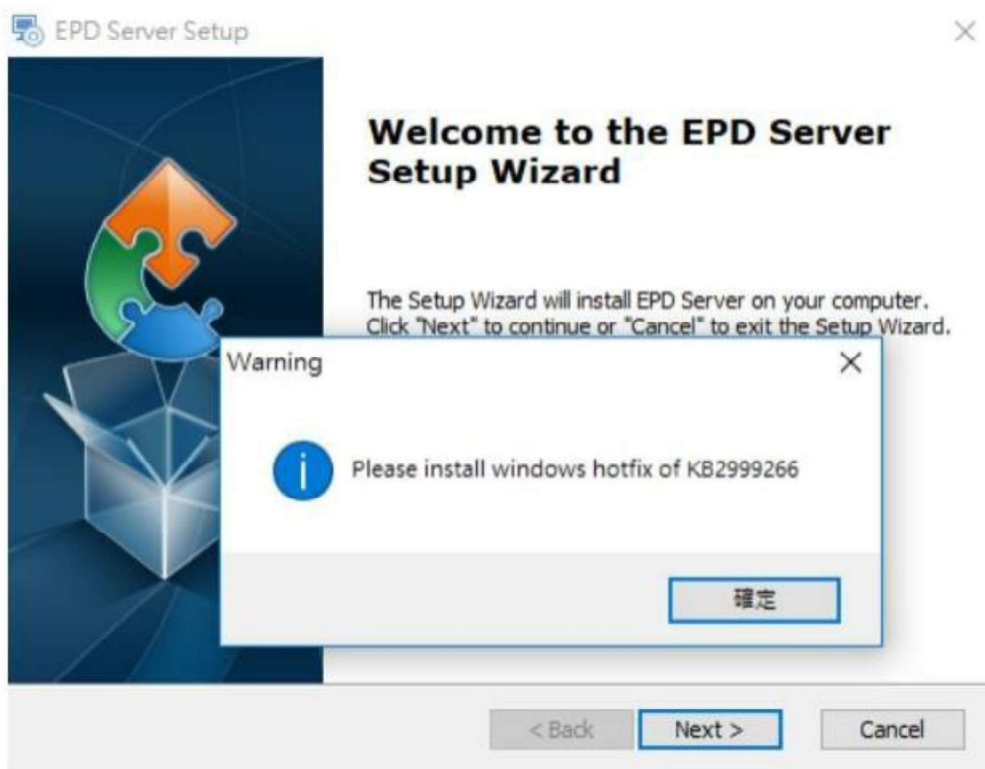 EPD Server Setup
Welcome to the EPD Server
Setup Wizard
The Setup Wizard will install EPD Server on your computer.
Click "Next" to continue or "Cancel" to exit the Setup Wizard.
Warning
Please install windows hotfix of KB2999266
確定
< Back
Next >
Cancel